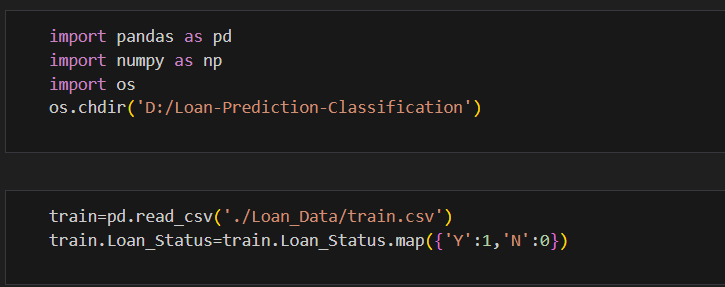 import pandas as pd
import numpy as np
import os
os.chdir('D:/Loan-Prediction-Classification')
train=pd.read_csv('./Loan_Data/train.csv')
train.Loan_Status=train.Loan_Status.map({'Y':1,'N':0})